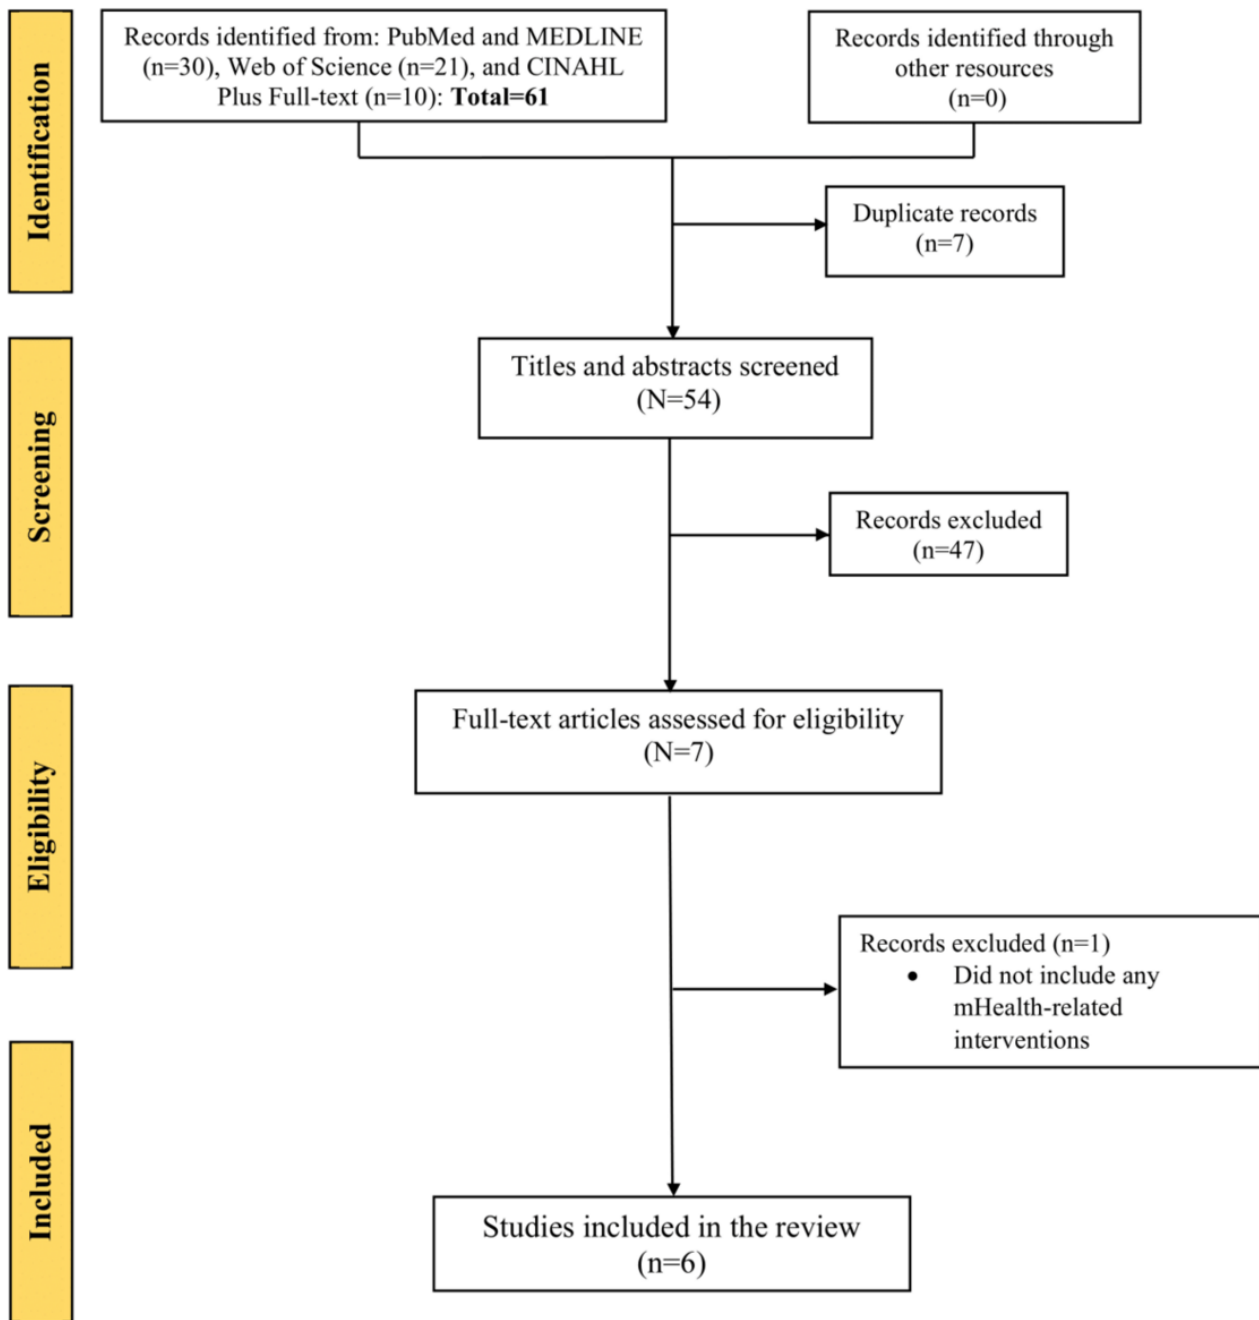 Identification
Records identified from: PubMed and MEDLINE
(n=30), Web of Science (n=21), and CINAHL
Plus Full-text (n=10): Total=61
Records identified through
other resources
(n=0)
Duplicate records
(n=7)
Screening
Titles and abstracts screened
(N=54)
Records excluded
(n=47)
Eligibility
Full-text articles assessed for eligibility
(N=7)
Records excluded (n=1)
• Did not include any
mHealth-related
interventions
Included
Studies included in the review
(n=6)